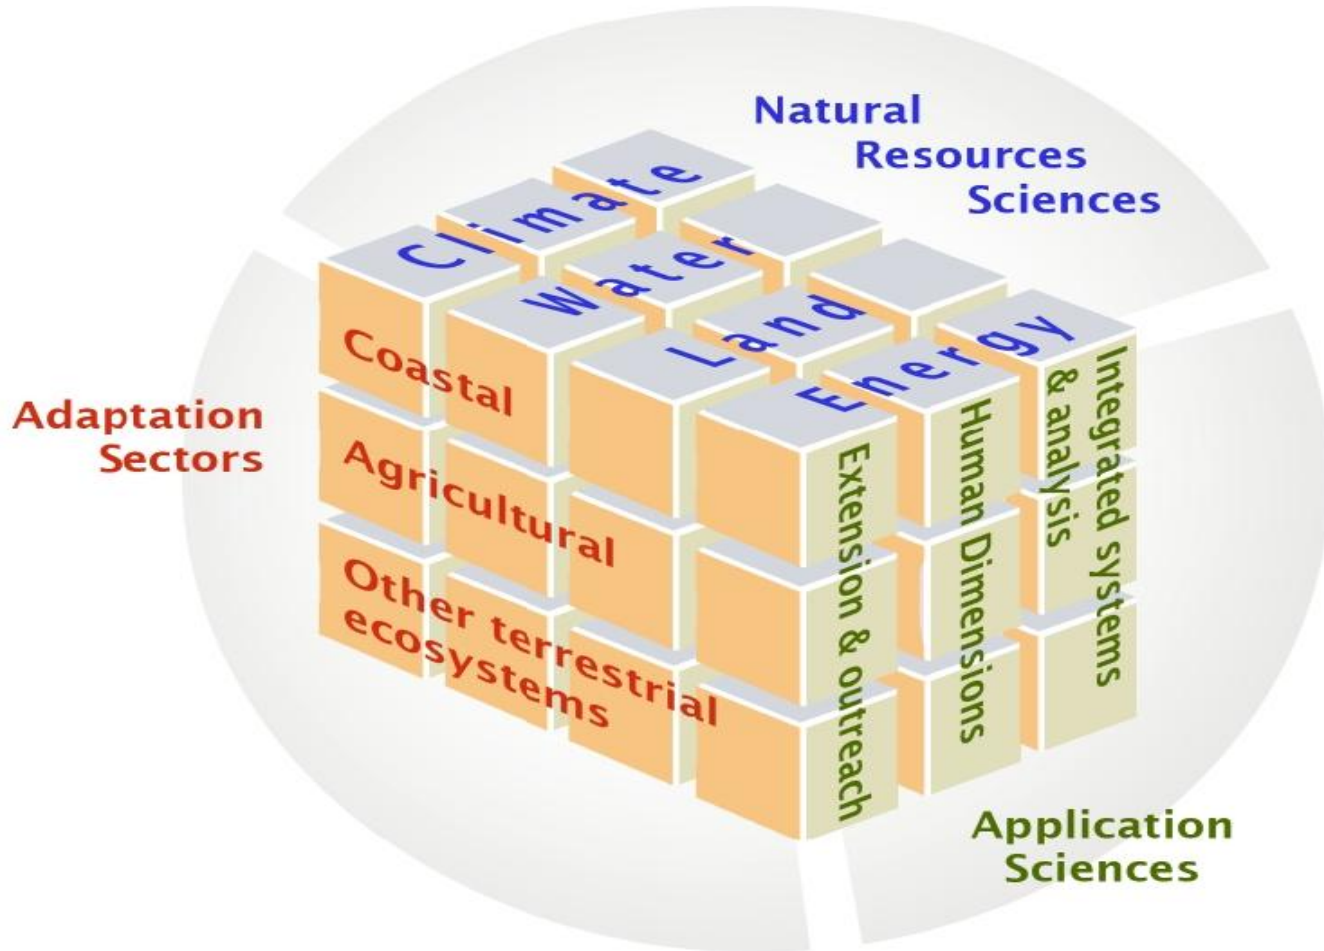 Natural
Resources
Sciences
Climate
Water
Land
Energy
Adaptation
Sectors
Coastal
Agricultural
Other terrestrial
ecosystems
Extension & outreach
Human Dimensions
Integrated systems
& analysis
Application
Sciences